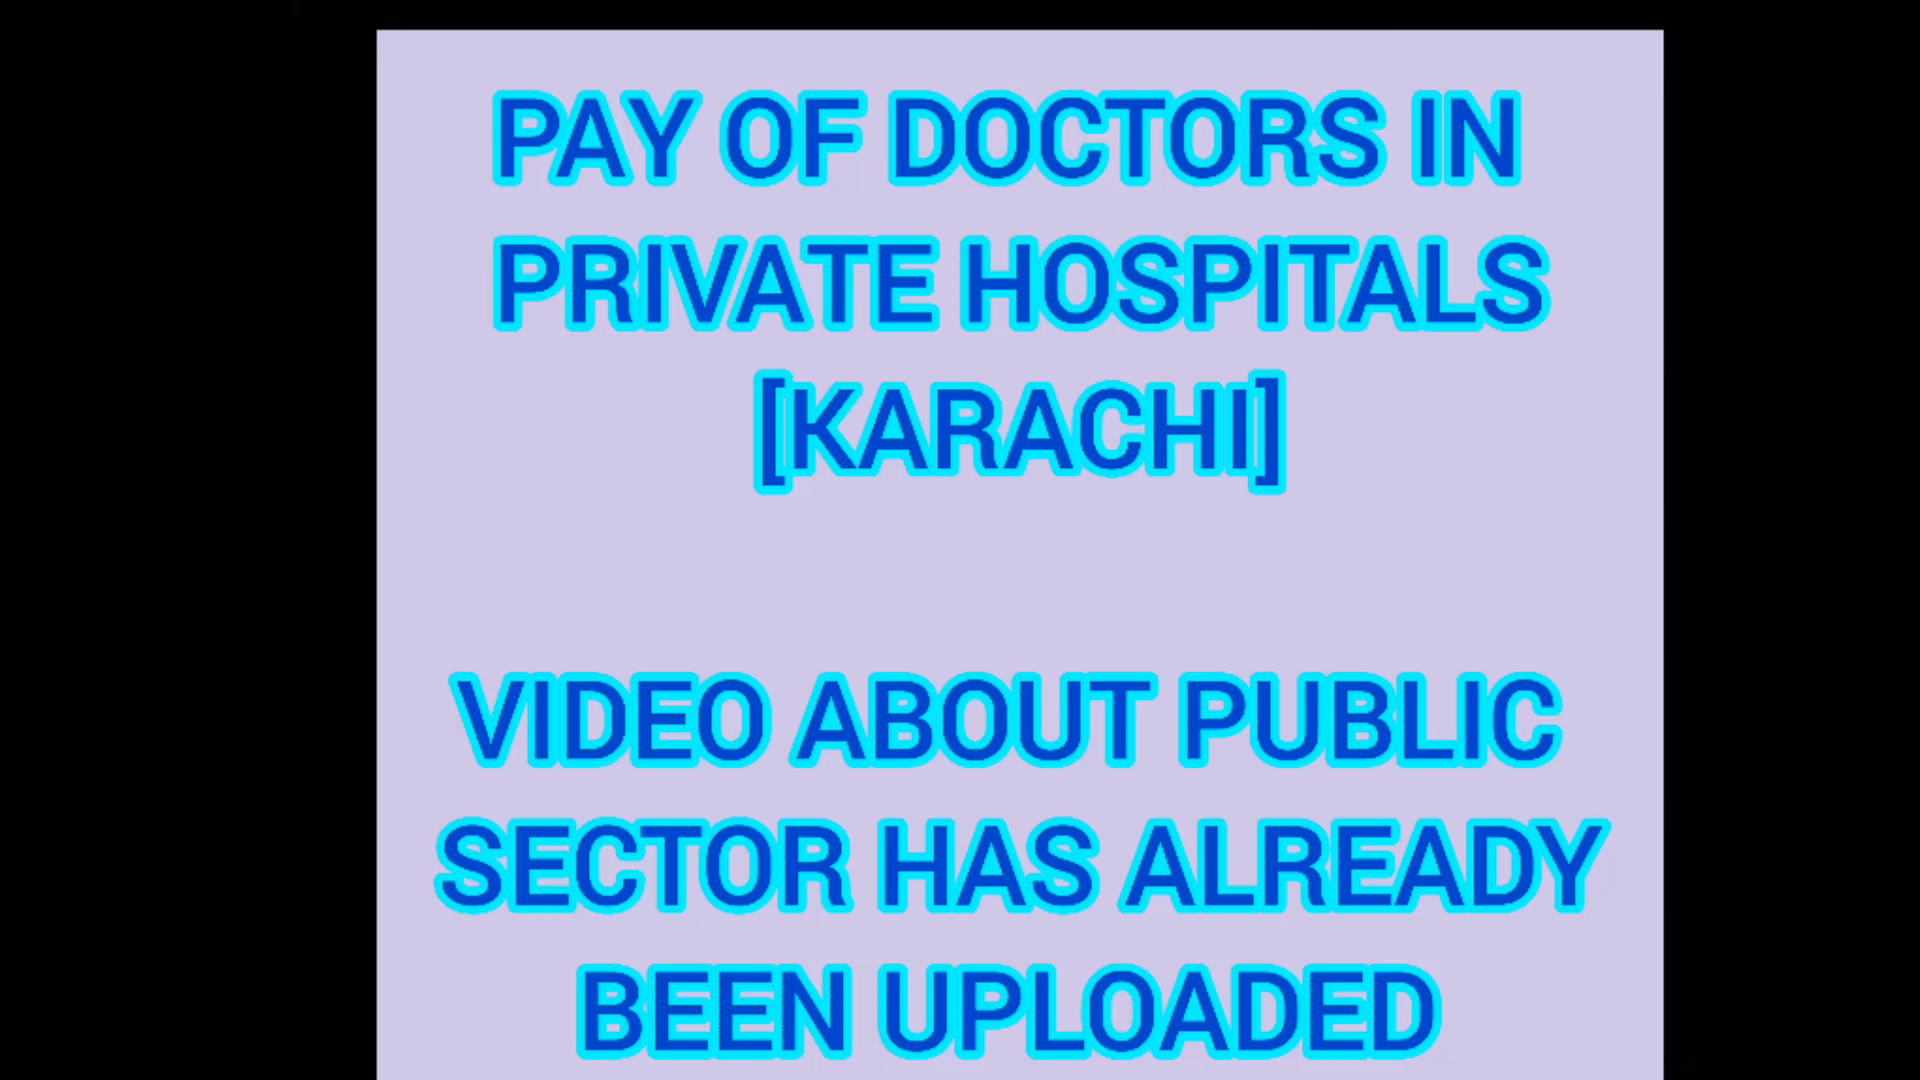 PAY OF DOCTORS IN
PRIVATE HOSPITALS
[KARACHI]
VIDEO ABOUT PUBLIC
SECTOR HAS ALREADY
BEEN UPLOADED